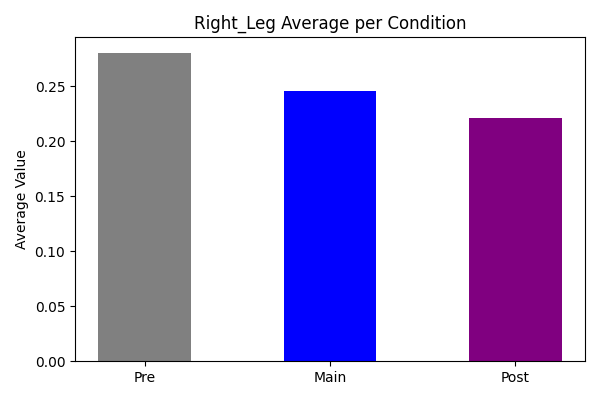 Right_Leg Average per Condition
Average Value
0.25
0.20
0.15
0.10
0.05
0.00
Pre
Main
Post